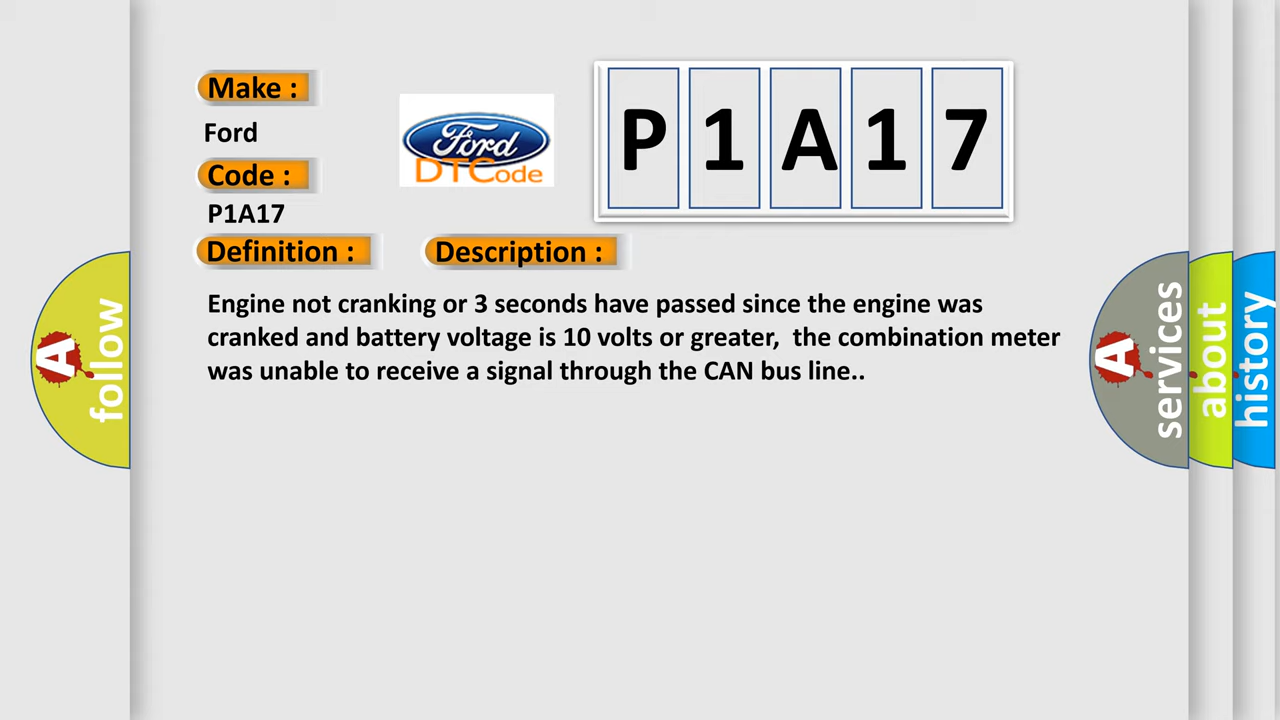 Make :
Ford
Code :
P1A17
Definition :
Description :
Ford
DTCode
P 1 A 1 7
Engine not cranking or 3 seconds have passed since the engine was
cranked and battery voltage is 10 volts or greater,  the combination meter
was unable to receive a signal through the CAN bus line..
A
follow
A
services
about
history